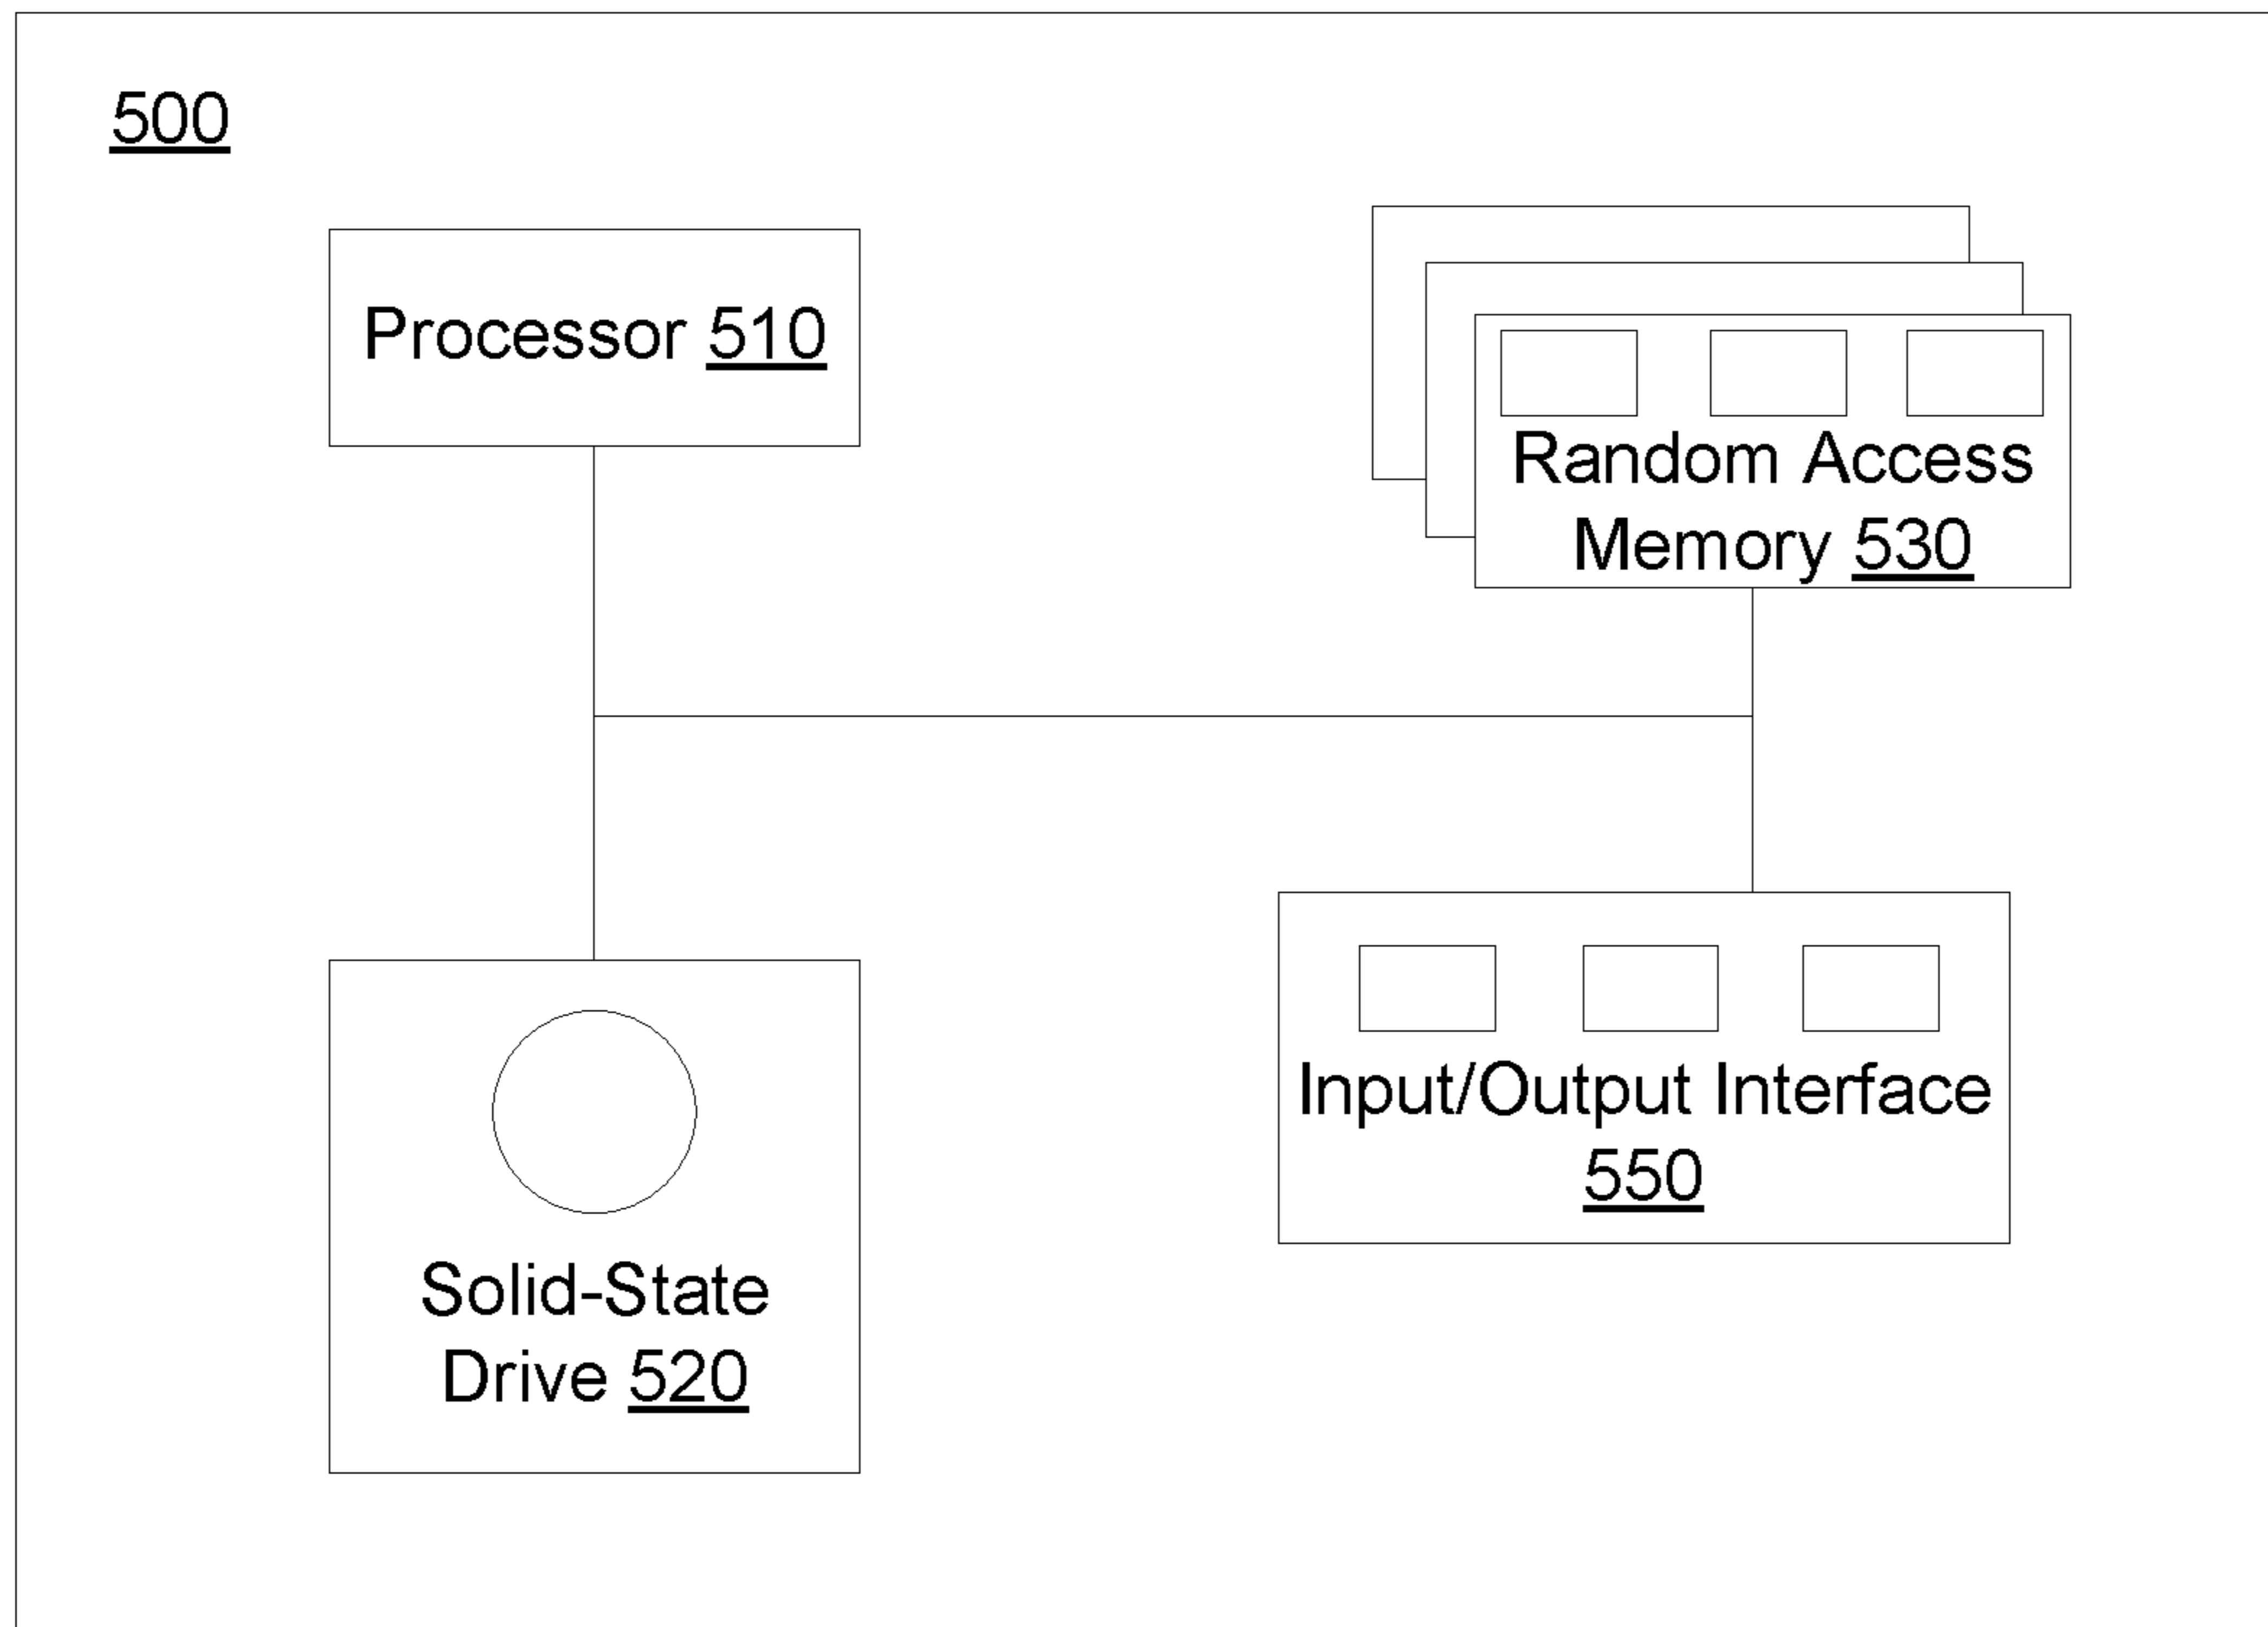 500
Processor 510
Random Access
Memory 530
Solid-State
Drive 520
Input/Output Interface
550